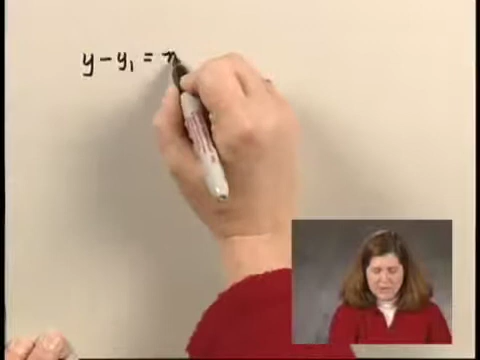 y - y₁ = m